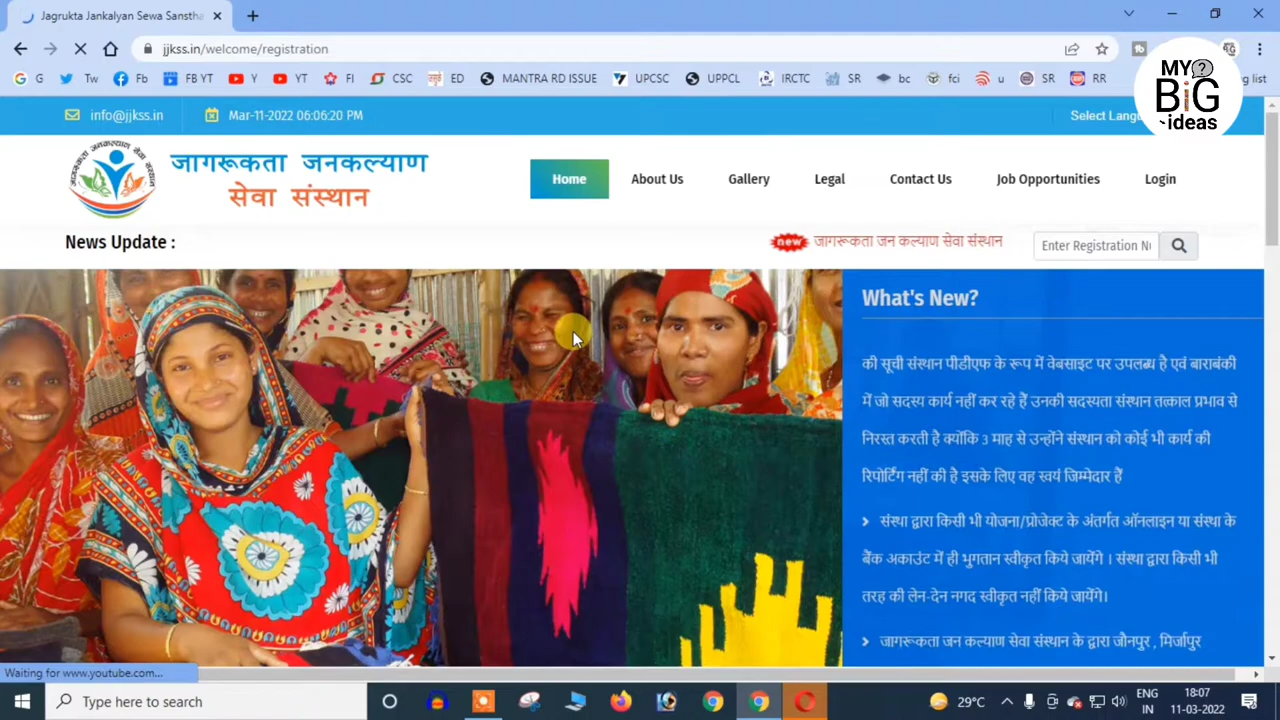 Jagrukta Jankalyan Sewa Sanstha
jjkss.in/welcome/registration
G Tw Fb FB YT Y YT FI CSC ED MANTRA RD ISSUE UPCSC UPPCL IRCTC SR bc fci u SR RR
MY BiG ideas
info@jjkss.in
Mar-11-2022 06:06:20 PM
Select
जागरूकता जनकल्याण
सेवा संस्थान
Home About Us Gallery Legal Contact Us Job Opportunities Login
News Update :
new जागरूकता जन कल्याण सेवा संस्थान
Enter Registration
What's New?
की सूची संस्थान पीडीएफ के रूप में वेबसाइट पर उपलब्ध है एवं बाराबंकी
में जो सदस्य कार्य नहीं कर रहे हैं उनकी सदस्यता संस्थान तत्काल प्रभाव से
निरस्त करती है क्योंकि 3 माह से उन्होंने संस्थान को कोई भी कार्य की
रिपोर्टिंग नहीं की है इसके लिए वह स्वयं जिम्मेदार हैं
संस्था द्वारा किसी भी योजना/प्रोजेक्ट के अंतर्गत ऑनलाइन या संस्था के
बैंक अकाउंट में ही भुगतान स्वीकृत किये जायेंगे । संस्था द्वारा किसी भी
तरह की लेन-देन नगद स्वीकृत नहीं किये जायेंगे।
जागरूकता जन कल्याण सेवा संस्थान के द्वारा जौनपुर , मिर्जापुर
Waiting for www.youtube.com...
Type here to search
29°C
ENG
IN
18:07
11-03-2022